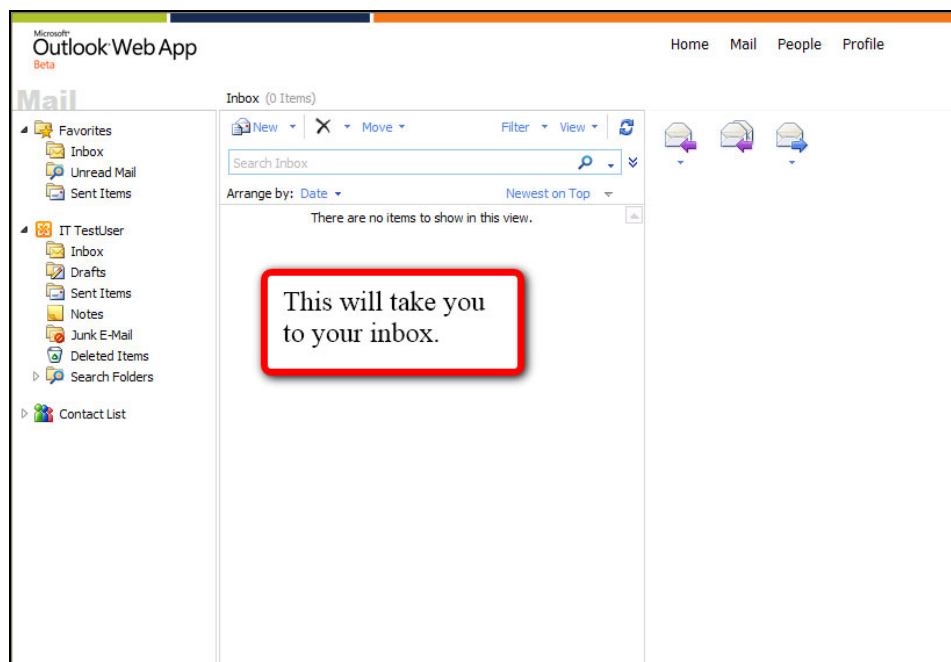 Microsoft
Outlook Web App
Beta
Home Mail People Profile
Mail
Inbox (0 Items)
Favorites
Inbox
Unread Mail
Sent Items
IT TestUser
Inbox
Drafts
Sent Items
Notes
Junk E-Mail
Deleted Items
Search Folders
Contact List
New Move Filter View
Search Inbox
Arrange by: Date Newest on Top
There are no items to show in this view.
This will take you
to your inbox.